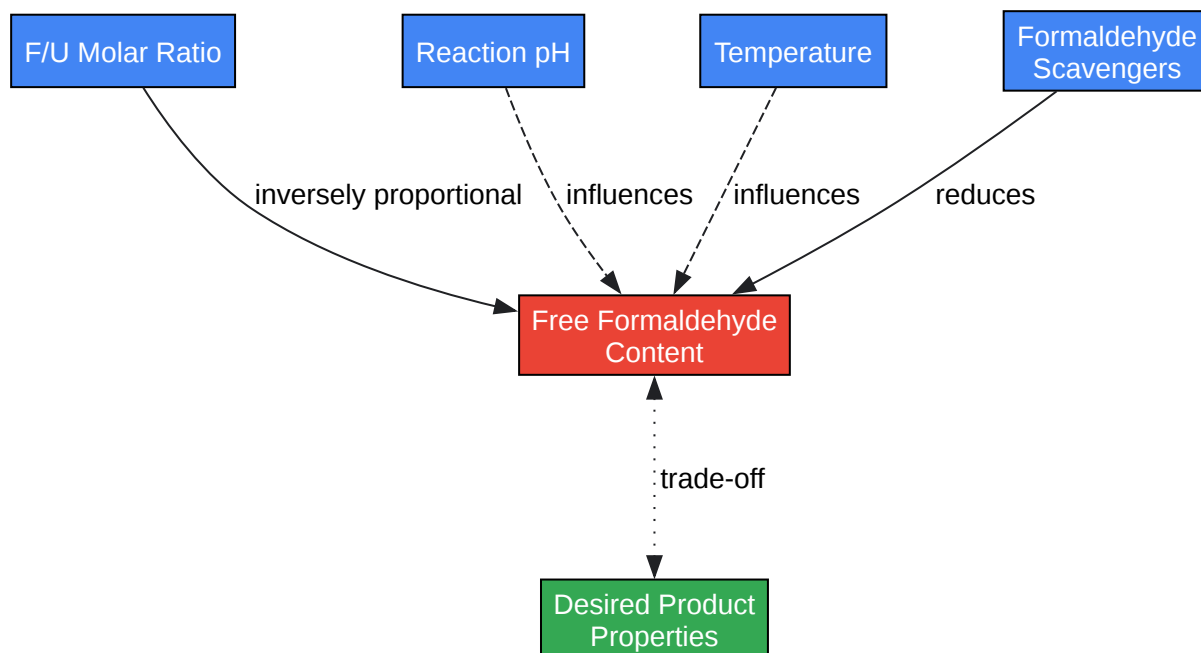 F/U Molar Ratio
Reaction pH
Temperature
Formaldehyde
Scavengers
inversely proportional
influences
influences
reduces
Free Formaldehyde
Content
trade-off
Desired Product
Properties